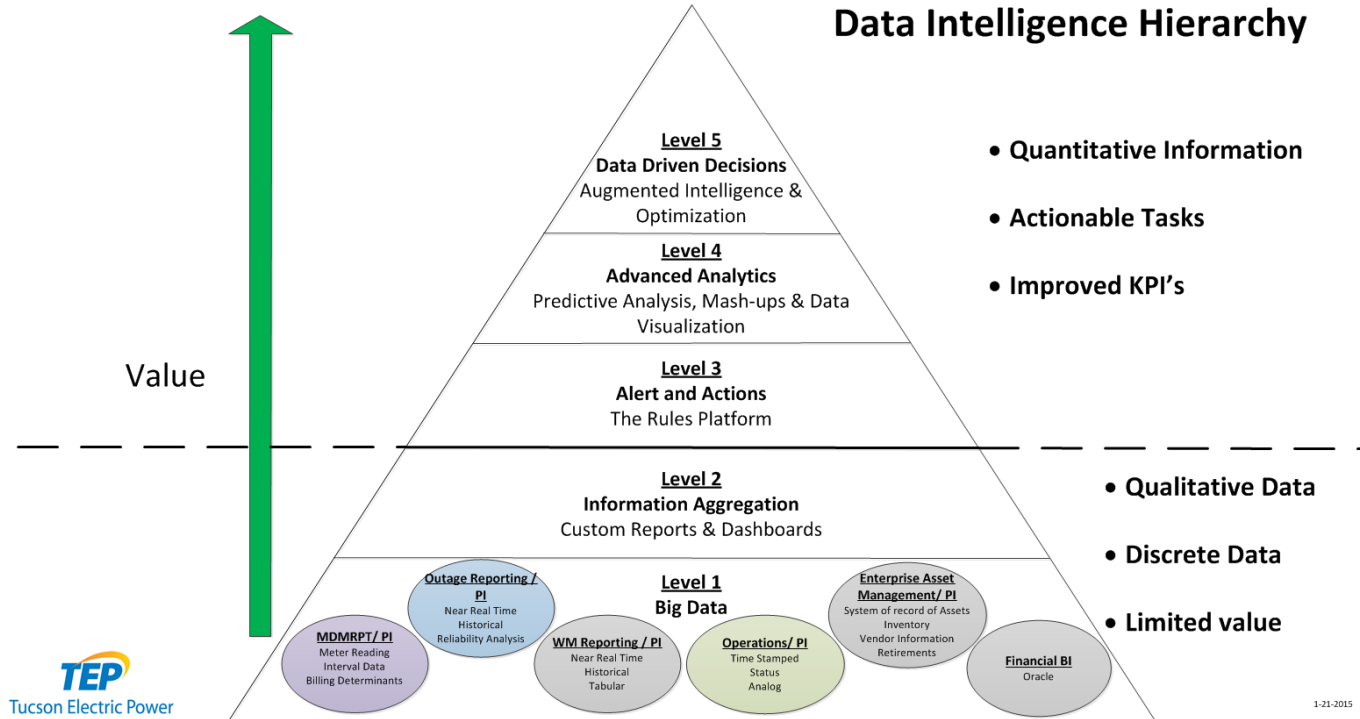 Data Intelligence Hierarchy
Value
Level 5
Data Driven Decisions
Augmented Intelligence &
Optimization
Level 4
Advanced Analytics
Predictive Analysis, Mash-ups & Data
Visualization
Level 3
Alert and Actions
The Rules Platform
• Quantitative Information
• Actionable Tasks
• Improved KPI's
Level 2
Information Aggregation
Custom Reports & Dashboards
Level 1
Big Data
MDMRPT/ PI
Meter Reading
Interval Data
Billing Determinants
Outage Reporting /
PI
Near Real Time
Historical
Reliability Analysis
WM Reporting / PI
Near Real Time
Historical
Tabular
Operations/ PI
Time Stamped
Status
Analog
Enterprise Asset
Management/ PI
System of record of Assets
Inventory
Vendor Information
Retirements
Financial BI
Oracle
• Qualitative Data
• Discrete Data
• Limited value
TEP
Tucson Electric Power
1-21-2015